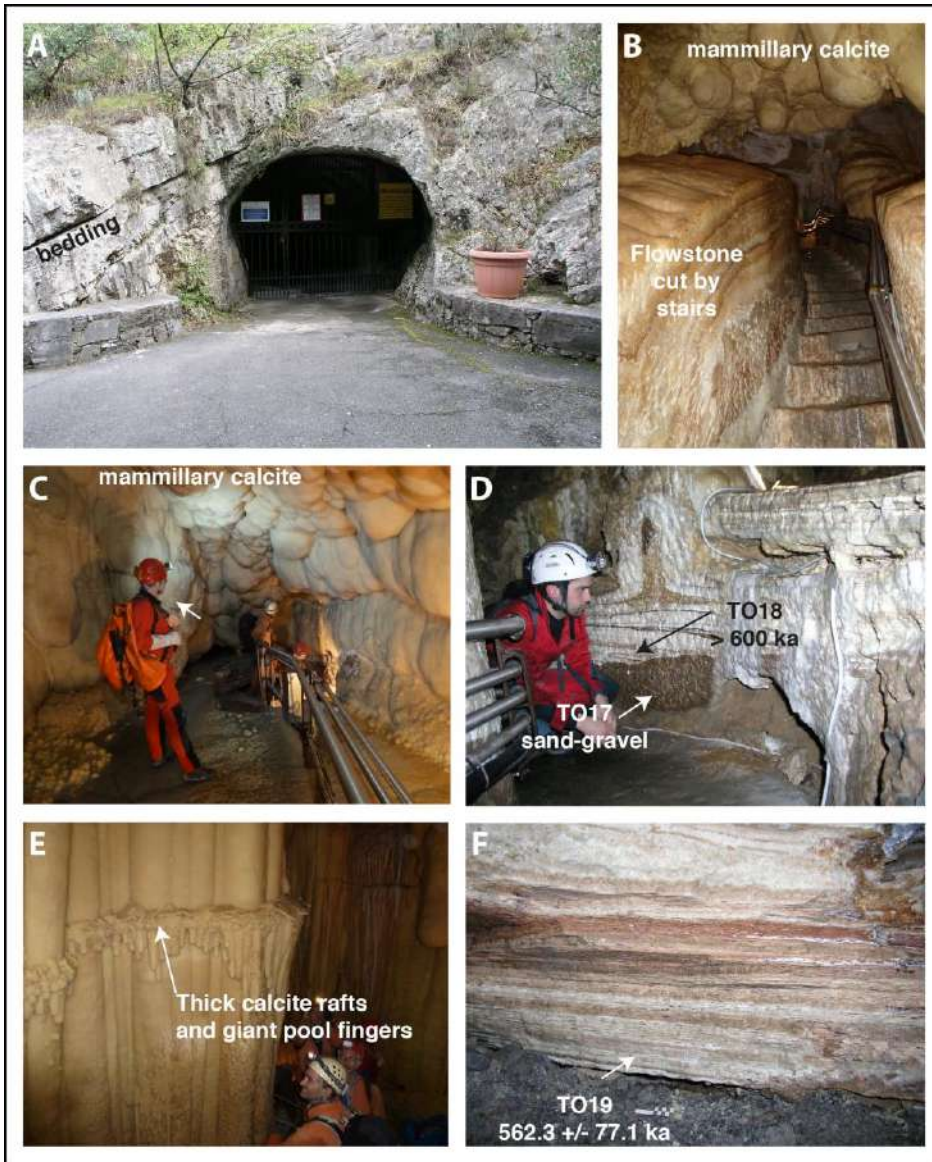 A
bedding
B
mammillary calcite
Flowstone
cut by
stairs
C
mammillary calcite
D
TO18
> 600 ka
TO17
sand-gravel
E
Thick calcite rafts
and giant pool fingers
F
TO19
562.3 +/- 77.1 ka